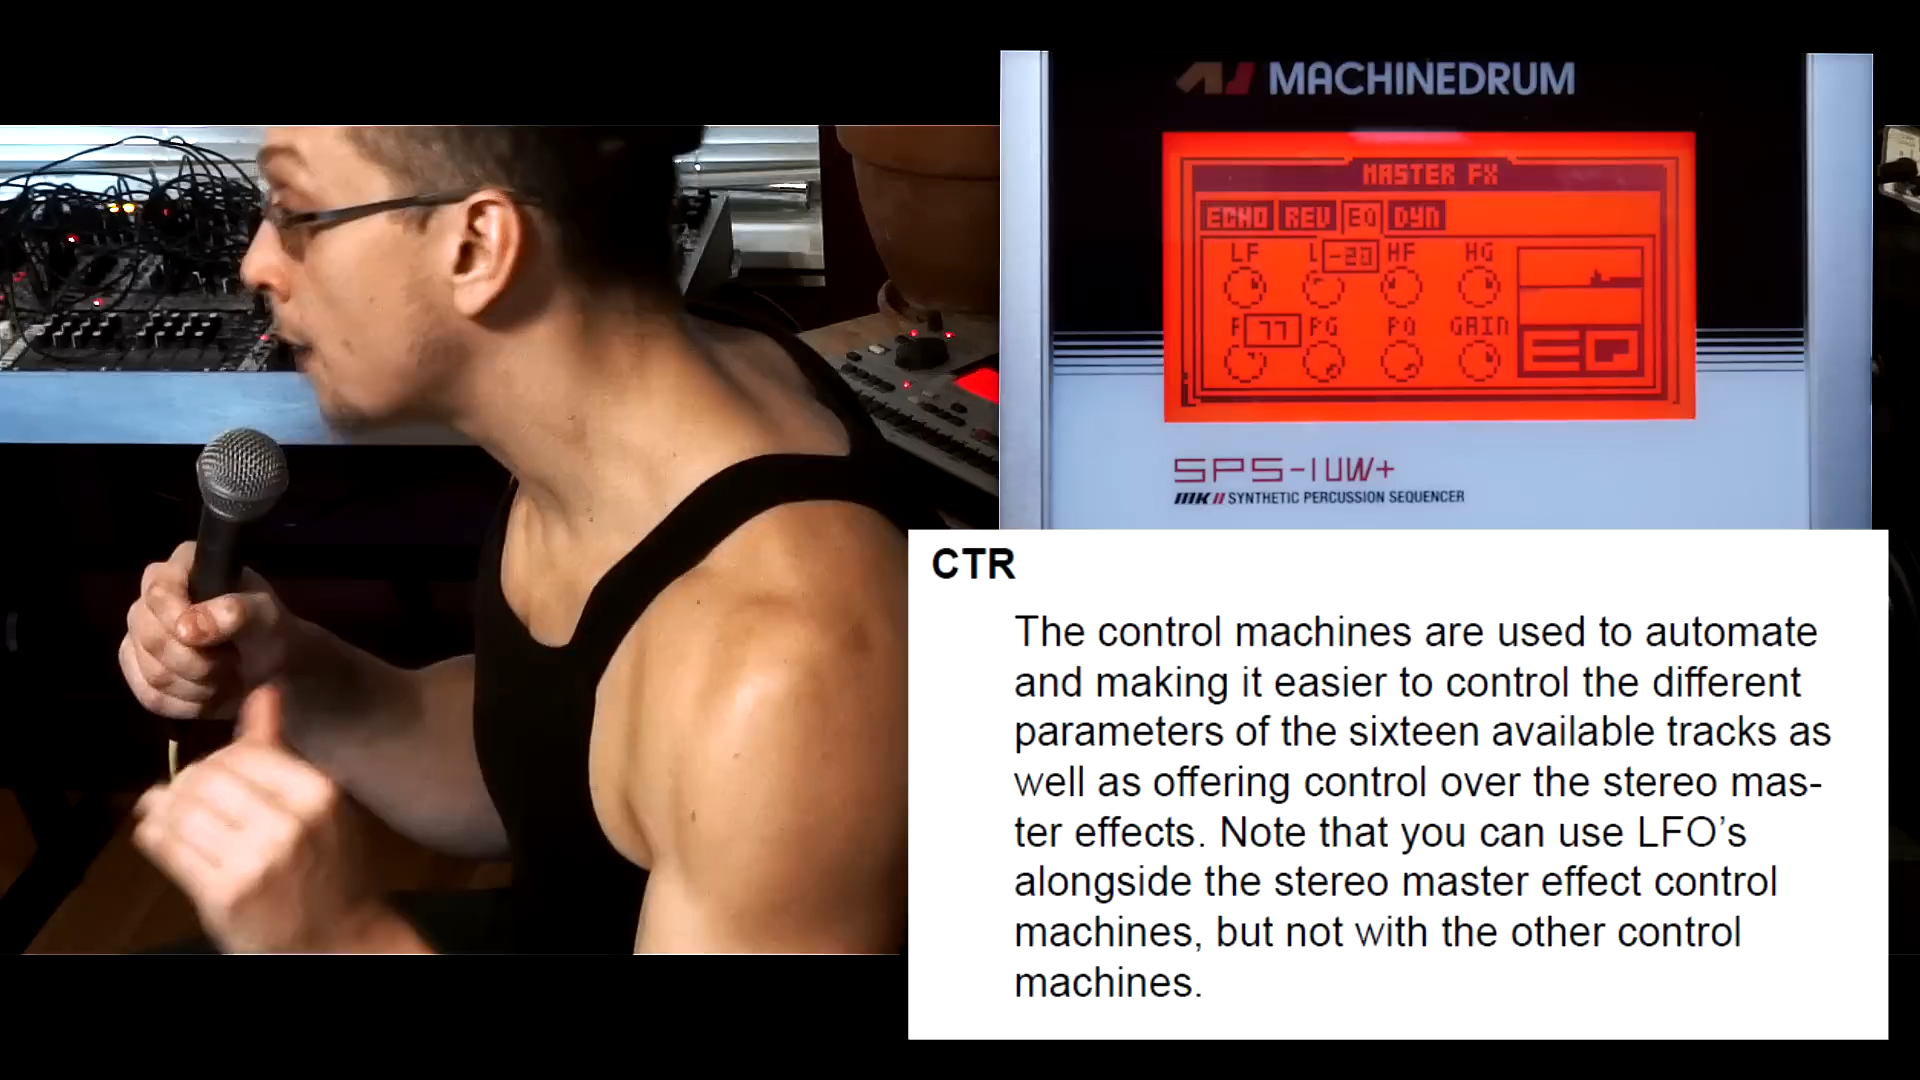 MACHINEDRUM
MASTER FX
ECHO REV EQ DYN
LF L -20 HF HG
77 PG PQ GAIN
EQ
SPS-1UW+
MKII SYNTHETIC PERCUSSION SEQUENCER
CTR
The control machines are used to automate
and making it easier to control the different
parameters of the sixteen available tracks as
well as offering control over the stereo mas-
ter effects. Note that you can use LFO’s
alongside the stereo master effect control
machines, but not with the other control
machines.